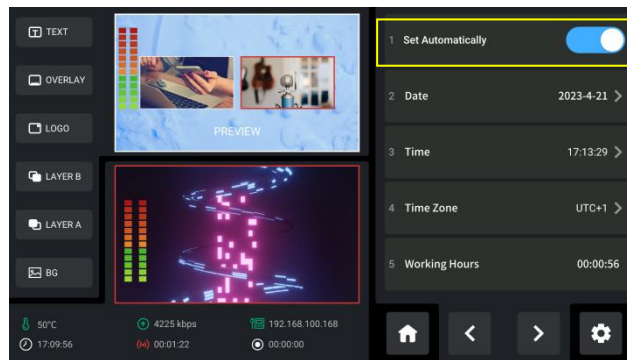 TEXT
OVERLAY
LOGO
LAYER B
LAYER A
BG
PREVIEW
50°C
4225 kbps
192.168.100.168
17:09:56
00:01:22
00:00:00
1 Set Automatically
2 Date 2023-4-21 >
3 Time 17:13:29 >
4 Time Zone UTC+1 >
5 Working Hours 00:00:56